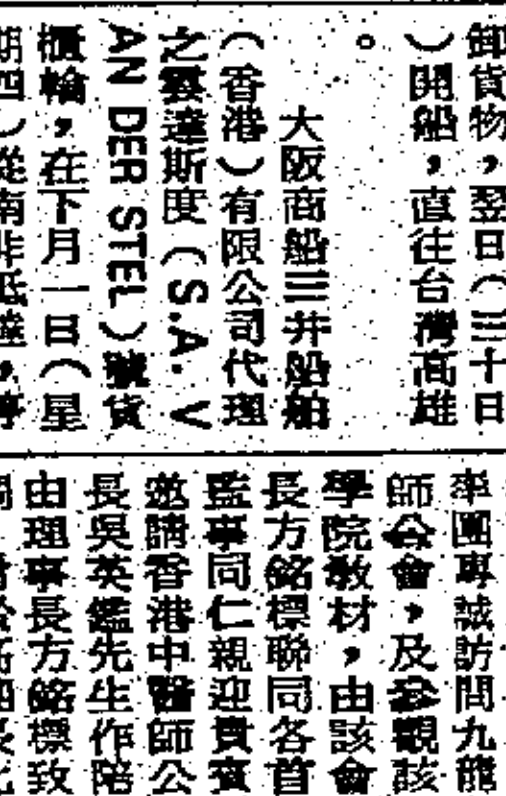 卸貨物，翌日（三十日
）開船，直往台灣高雄
。
大阪商船三井船舶
（香港）有限公司代理
之雲達斯度（S.A. V
AN DER STEL）號貨
櫃輪，在下月一日（星
期四）從南非抵達，
率團專誠訪問九龍
師公會，及參觀該
學院教材，由該會
長方銘標聯同各首
監事同仁親迎貴賓
邀請香港中醫師公
長吳英鑑先生作陪
由理事長方銘標致